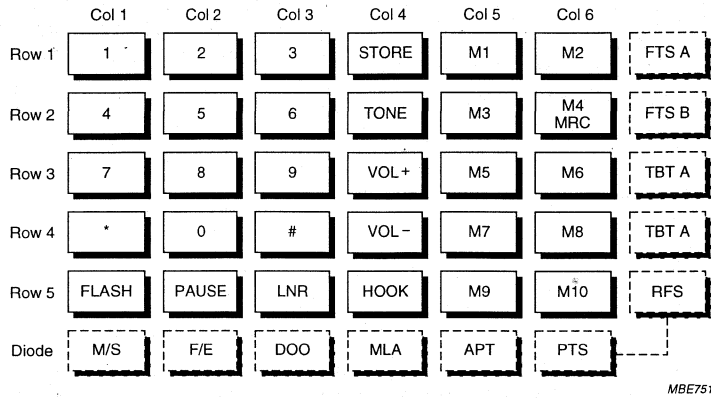 Col 1 Col 2 Col 3 Col 4 Col 5 Col 6
Row 1 1 2 3 STORE M1 M2 FTS A
Row 2 4 5 6 TONE M3 M4 MRC FTS B
Row 3 7 8 9 VOL+ M5 M6 TBT A
Row 4 * 0 # VOL− M7 M8 TBT A
Row 5 FLASH PAUSE LNR HOOK M9 M10 RFS
Diode M/S F/E DOO MLA APT PTS
MBE751